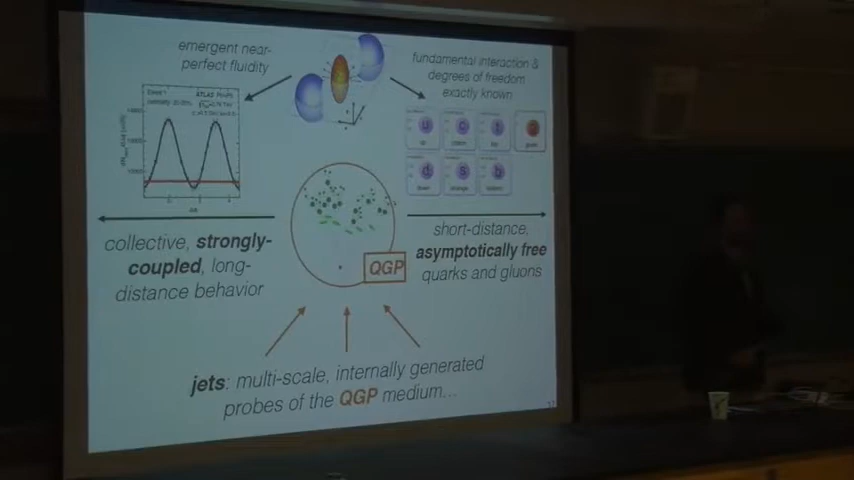 emergent near-
perfect fluidity
fundamental interaction &
degrees of freedom
exactly known
ATLAS
u
c
t
d
s
b
collective, strongly-
coupled, long-
distance behavior
QGP
short-distance,
asymptotically free
quarks and gluons
jets: multi-scale, internally generated
probes of the QGP medium...